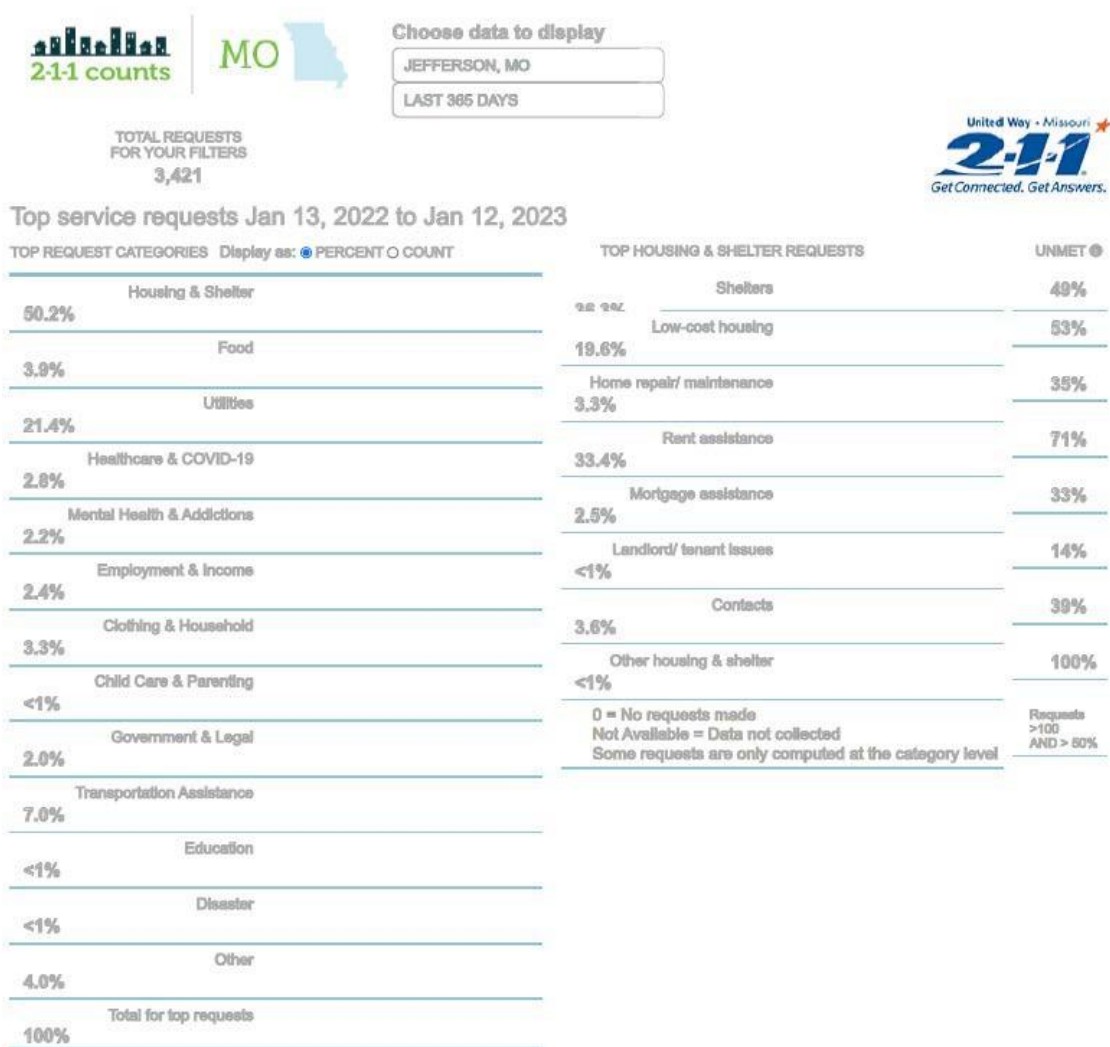 2-1-1 counts
MO
Choose data to display
JEFFERSON, MO
LAST 365 DAYS
TOTAL REQUESTS
FOR YOUR FILTERS
3,421
United Way • Missouri
2-1-1
Get Connected. Get Answers.
Top service requests Jan 13, 2022 to Jan 12, 2023
TOP REQUEST CATEGORIES Display as: PERCENT COUNT
Housing & Shelter
50.2%
Food
3.9%
Utilities
21.4%
Healthcare & COVID-19
2.8%
Mental Health & Addictions
2.2%
Employment & Income
2.4%
Clothing & Household
3.3%
Child Care & Parenting
<1%
Government & Legal
2.0%
Transportation Assistance
7.0%
Education
<1%
Disaster
<1%
Other
4.0%
Total for top requests
100%
TOP HOUSING & SHELTER REQUESTS UNMET
Shelters 49%
Low-cost housing 53%
19.6%
Home repair/ maintenance 35%
3.3%
Rent assistance 71%
33.4%
Mortgage assistance 33%
2.5%
Landlord/ tenant issues 14%
<1%
Contacts 39%
3.6%
Other housing & shelter 100%
<1%
0 = No requests made
Not Available = Data not collected
Some requests are only computed at the category level
Requests
>100
AND > 50%